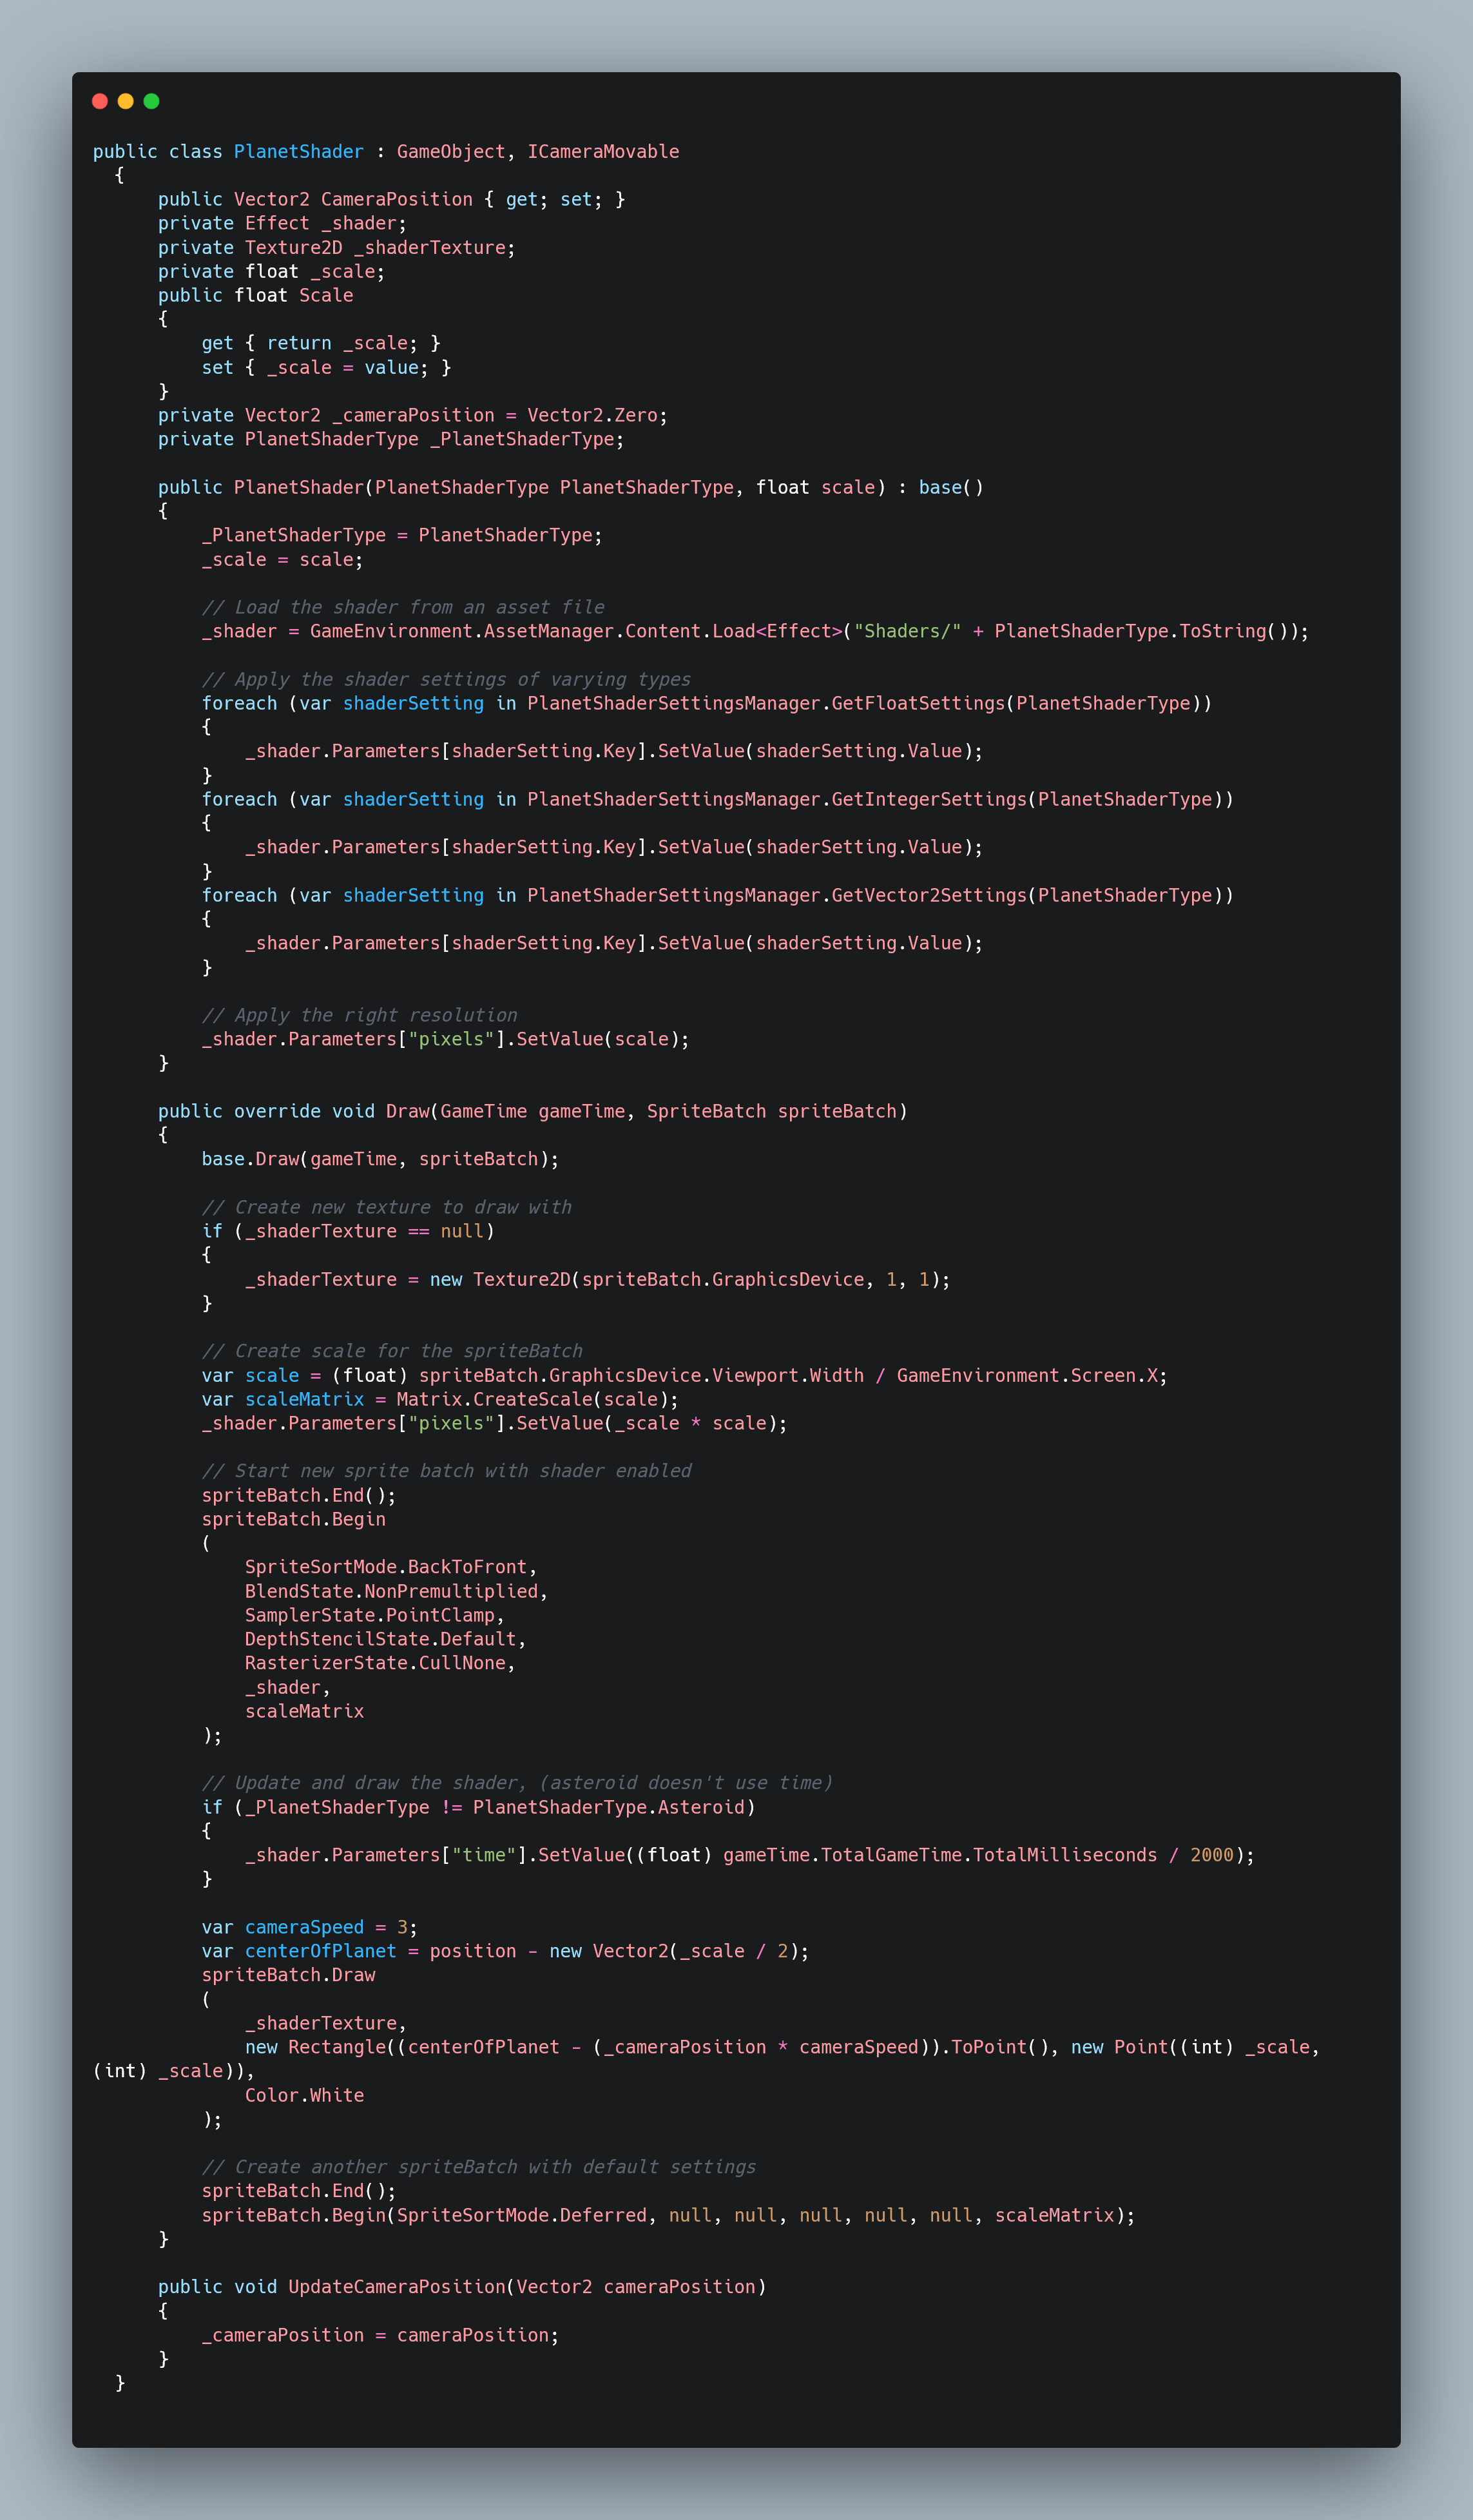 public class PlanetShader : GameObject, ICameraMovable
  {
      public Vector2 CameraPosition { get; set; }
      private Effect _shader;
      private Texture2D _shaderTexture;
      private float _scale;
      public float Scale
      {
          get { return _scale; }
          set { _scale = value; }
      }
      private Vector2 _cameraPosition = Vector2.Zero;
      private PlanetShaderType _PlanetShaderType;

      public PlanetShader(PlanetShaderType PlanetShaderType, float scale) : base()
      {
          _PlanetShaderType = PlanetShaderType;
          _scale = scale;

          // Load the shader from an asset file
          _shader = GameEnvironment.AssetManager.Content.Load<Effect>("Shaders/" + PlanetShaderType.ToString());

          // Apply the shader settings of varying types
          foreach (var shaderSetting in PlanetShaderSettingsManager.GetFloatSettings(PlanetShaderType))
          {
              _shader.Parameters[shaderSetting.Key].SetValue(shaderSetting.Value);
          }
          foreach (var shaderSetting in PlanetShaderSettingsManager.GetIntegerSettings(PlanetShaderType))
          {
              _shader.Parameters[shaderSetting.Key].SetValue(shaderSetting.Value);
          }
          foreach (var shaderSetting in PlanetShaderSettingsManager.GetVector2Settings(PlanetShaderType))
          {
              _shader.Parameters[shaderSetting.Key].SetValue(shaderSetting.Value);
          }

          // Apply the right resolution
          _shader.Parameters["pixels"].SetValue(scale);
      }

      public override void Draw(GameTime gameTime, SpriteBatch spriteBatch)
      {
          base.Draw(gameTime, spriteBatch);

          // Create new texture to draw with
          if (_shaderTexture == null)
          {
              _shaderTexture = new Texture2D(spriteBatch.GraphicsDevice, 1, 1);
          }

          // Create scale for the spriteBatch
          var scale = (float) spriteBatch.GraphicsDevice.Viewport.Width / GameEnvironment.Screen.X;
          var scaleMatrix = Matrix.CreateScale(scale);
          _shader.Parameters["pixels"].SetValue(_scale * scale);

          // Start new sprite batch with shader enabled
          spriteBatch.End();
          spriteBatch.Begin
          (
              SpriteSortMode.BackToFront,
              BlendState.NonPremultiplied,
              SamplerState.PointClamp,
              DepthStencilState.Default,
              RasterizerState.CullNone,
              _shader,
              scaleMatrix
          );

          // Update and draw the shader, (asteroid doesn't use time)
          if (_PlanetShaderType != PlanetShaderType.Asteroid)
          {
              _shader.Parameters["time"].SetValue((float) gameTime.TotalGameTime.TotalMilliseconds / 2000);
          }

          var cameraSpeed = 3;
          var centerOfPlanet = position - new Vector2(_scale / 2);
          spriteBatch.Draw
          (
              _shaderTexture,
              new Rectangle((centerOfPlanet - (_cameraPosition * cameraSpeed)).ToPoint(), new Point((int) _scale,
(int) _scale)),
              Color.White
          );

          // Create another spriteBatch with default settings
          spriteBatch.End();
          spriteBatch.Begin(SpriteSortMode.Deferred, null, null, null, null, null, scaleMatrix);
      }

      public void UpdateCameraPosition(Vector2 cameraPosition)
      {
          _cameraPosition = cameraPosition;
      }
  }